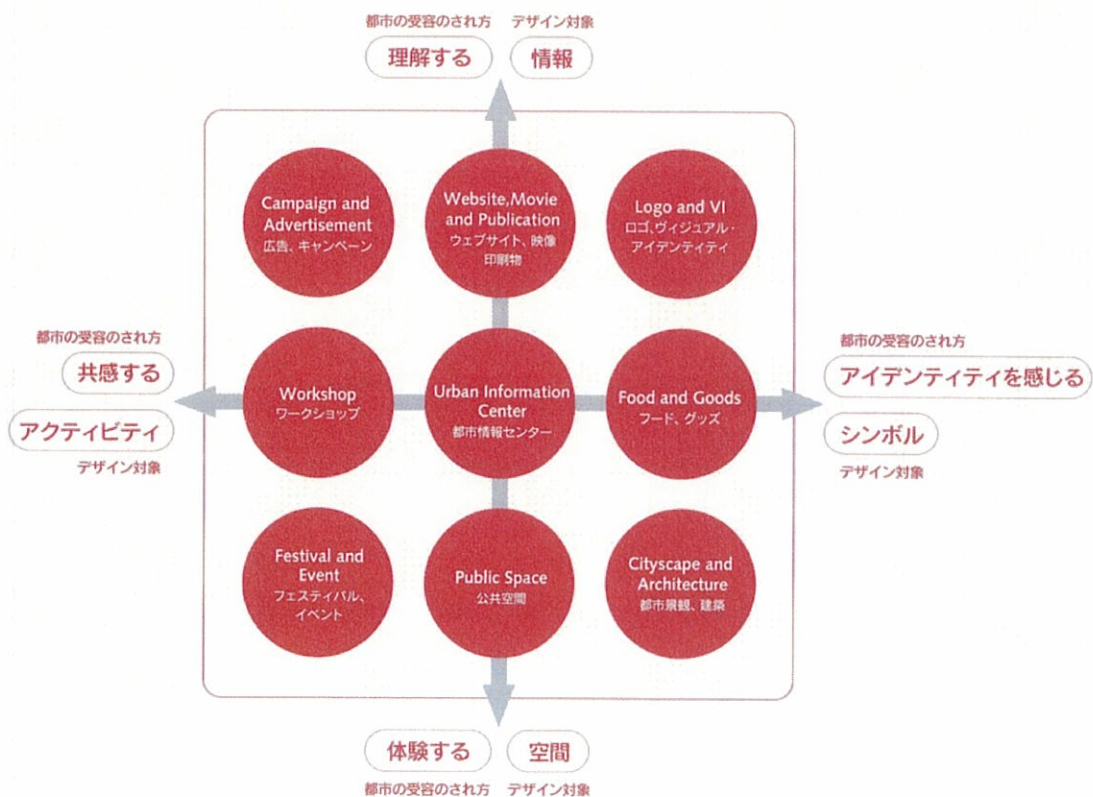 都市の受容のされ方 デザイン対象
理解する 情報
Campaign and
Advertisement
広告、キャンペーン
Website,Movie
and Publication
ウェブサイト、映像
印刷物
Logo and VI
ロゴ、ヴィジュアル・
アイデンティティ
都市の受容のされ方
共感する
アクティビティ
デザイン対象
Workshop
ワークショップ
Urban Information
Center
都市情報センター
Food and Goods
フード、グッズ
都市の受容のされ方
アイデンティティを感じる
シンボル
デザイン対象
Festival and
Event
フェスティバル、
イベント
Public Space
公共空間
Cityscape and
Architecture
都市景観、建築
体験する 空間
都市の受容のされ方 デザイン対象